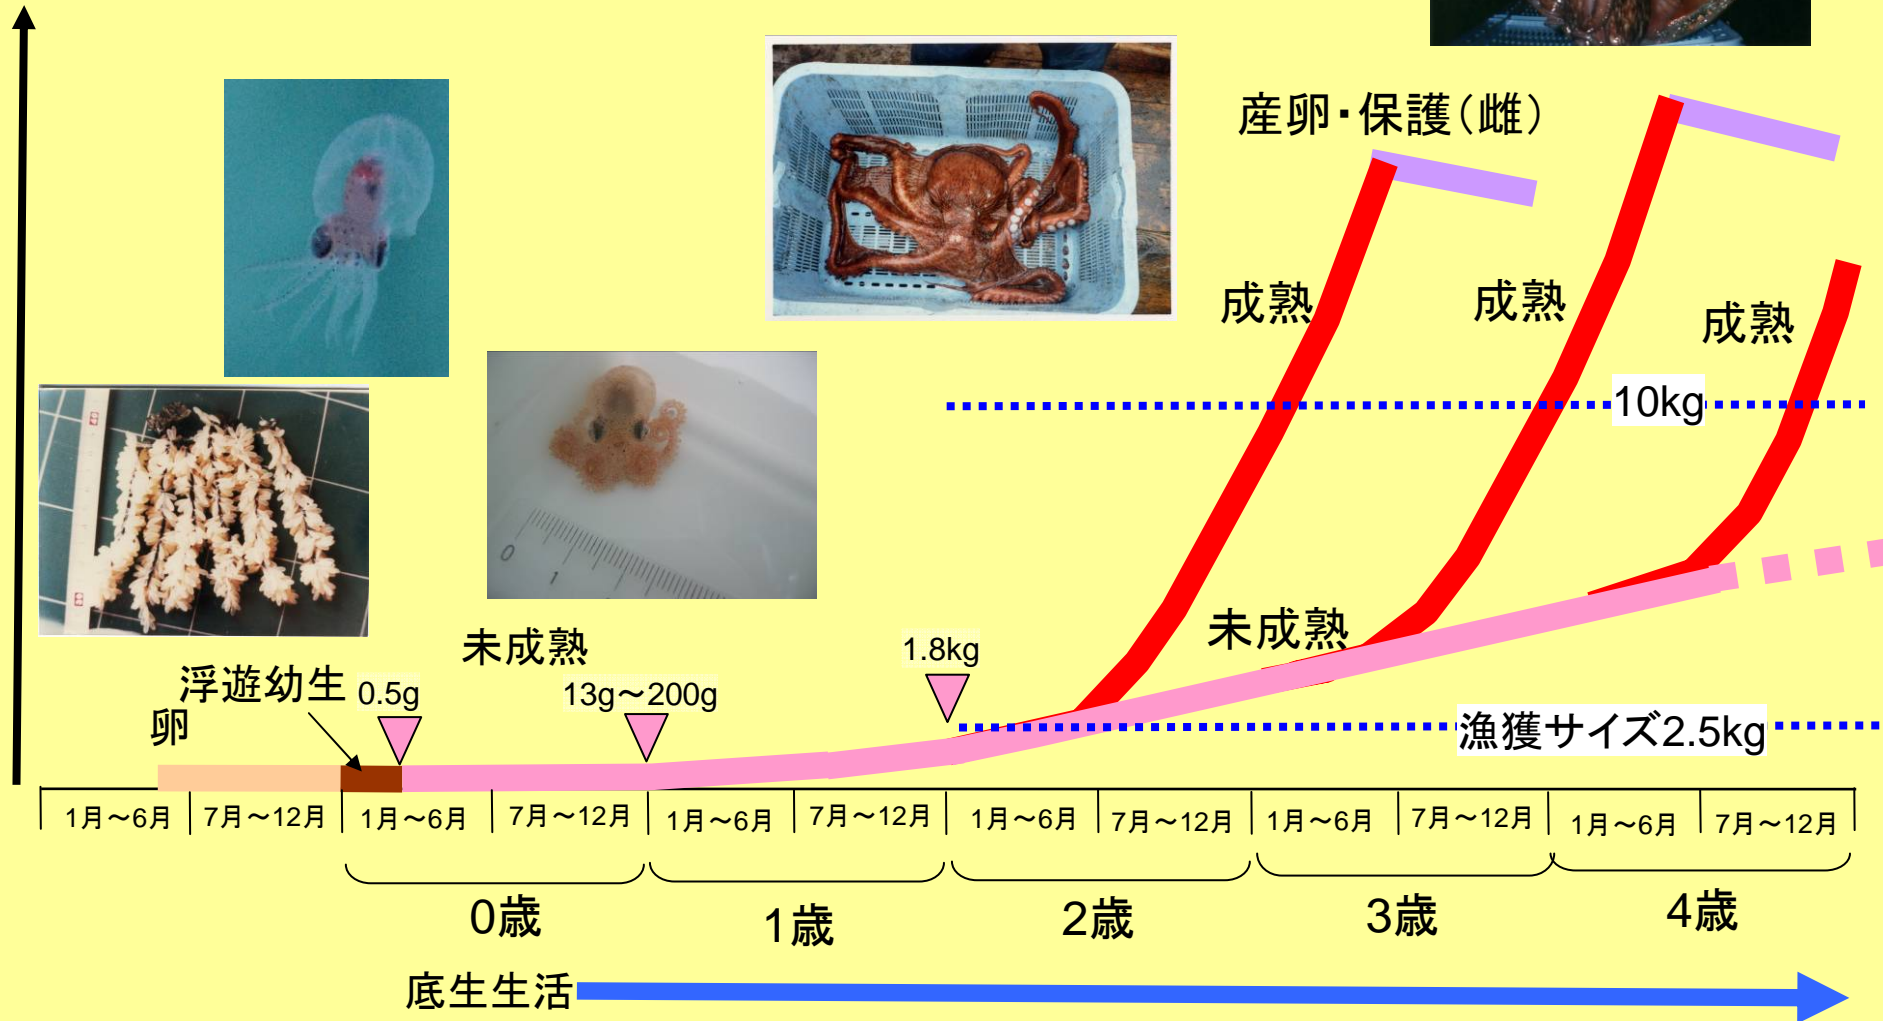 産卵・保護（雌）
成熟
成熟
成熟
10kg
未成熟
未成熟
1.8kg
浮遊幼生
0.5g
13g～200g
卵
漁獲サイズ2.5kg
0
1
1月～6月
7月～12月
1月～6月
7月～12月
1月～6月
7月～12月
1月～6月
7月～12月
1月～6月
7月～12月
1月～6月
7月～12月
0歳
1歳
2歳
3歳
4歳
底生生活